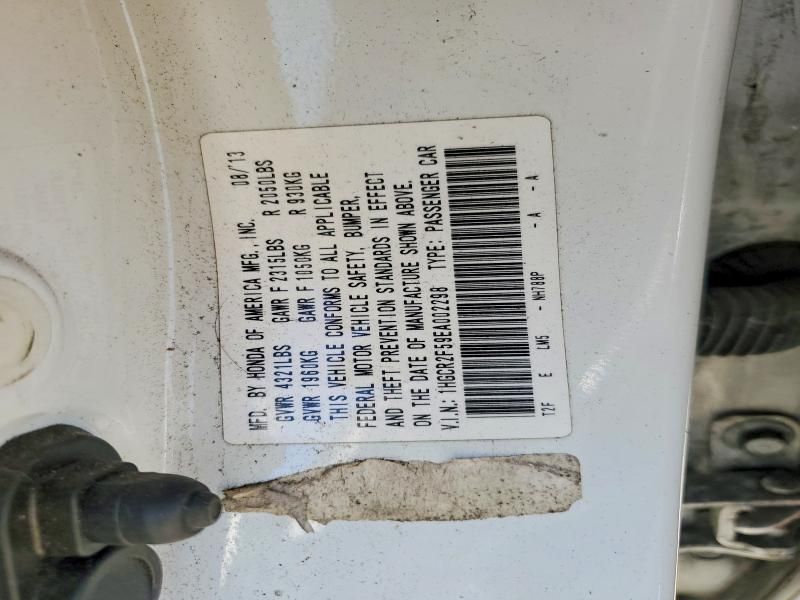 MFD. BY HONDA OF AMERICA MFG.,INC. 08/13
GVWR 4321LBS GAWR F 2315LBS R 2050LBS
GVWR 1960KG GAWR F 1050KG R 930KG
THIS VEHICLE CONFORMS TO ALL APPLICABLE
FEDERAL MOTOR VEHICLE SAFETY, BUMPER,
AND THEFT PREVENTION STANDARDS IN EFFECT
ON THE DATE OF MANUFACTURE SHOWN ABOVE.
V.I.N.: 1HGCR2F59EA002298 TYPE: PASSENGER CAR
T2F E LM5 - NH788P - A - A